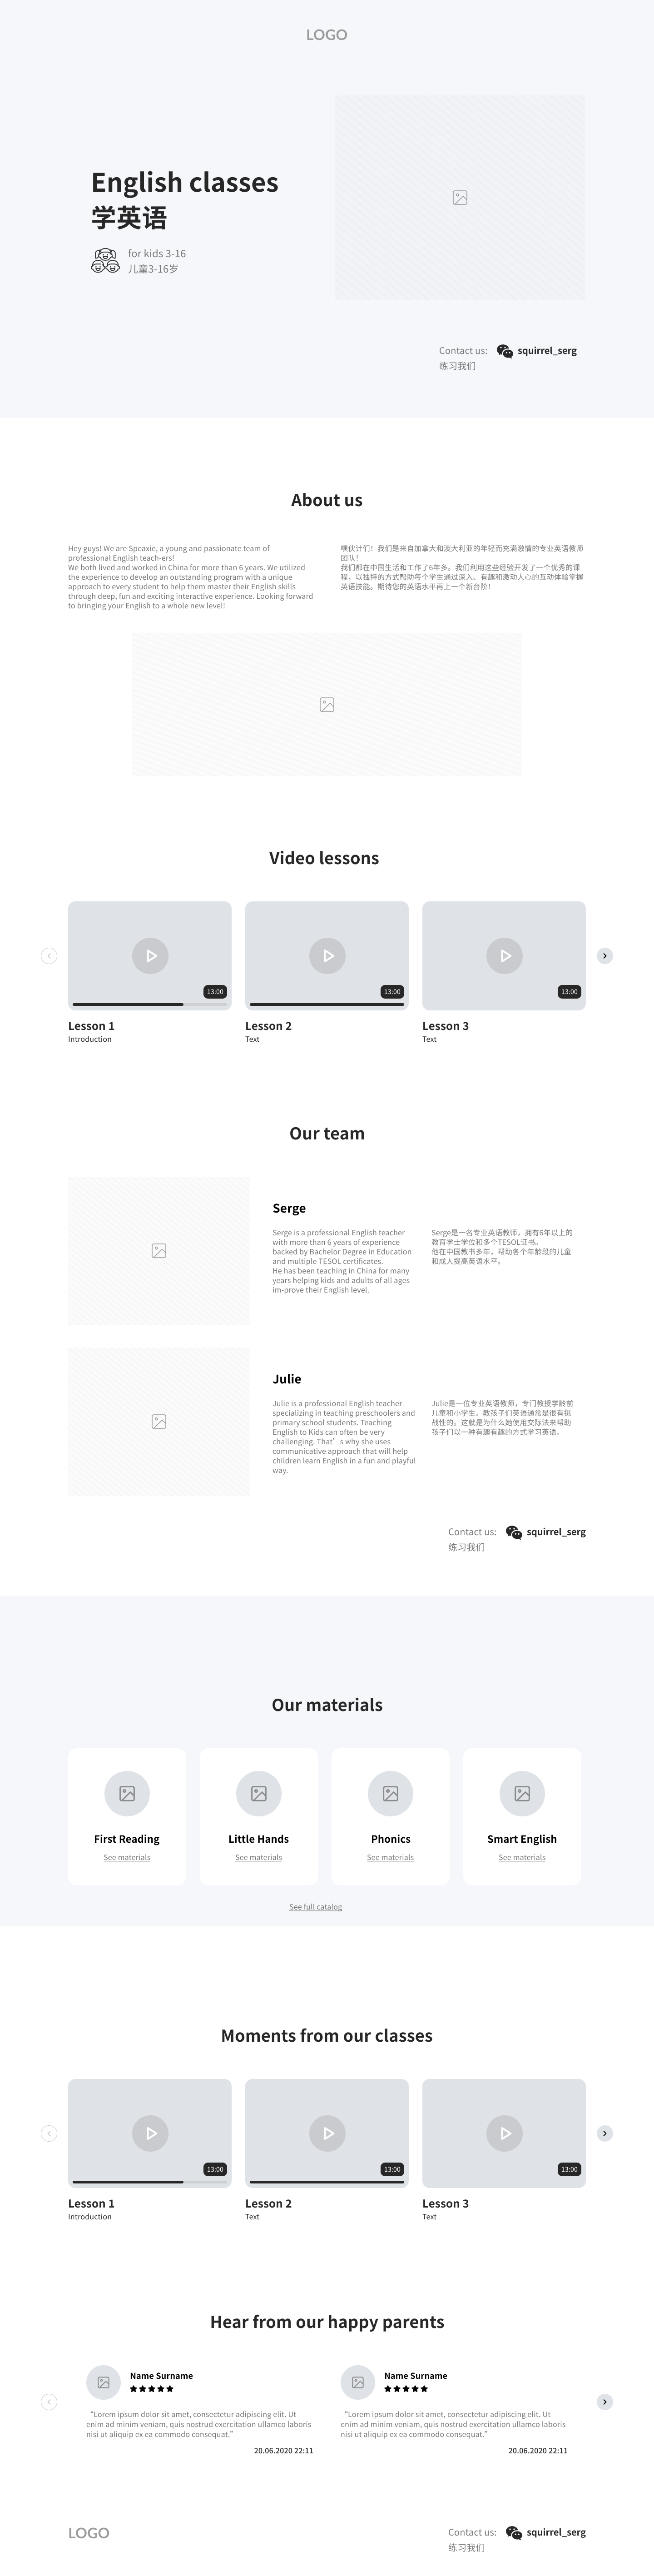 LOGO
English classes
学英语
for kids 3-16
儿童3-16岁
Contact us: squirrel_serg
练习我们
About us
Hey guys! We are Speaxie, a young and passionate team of
professional English teach-ers!
We both lived and worked in China for more than 6 years. We utilized
the experience to develop an outstanding program with a unique
approach to every student to help them master their English skills
through deep, fun and exciting interactive experience. Looking forward
to bringing your English to a whole new level!
嘿伙计们！我们是来自加拿大和澳大利亚的年轻而充满激情的专业英语教师
团队！
我们都在中国生活和工作了6年多。我们利用这些经验开发了一个优秀的课
程，以独特的方式帮助每个学生通过深入、有趣和激动人心的互动体验掌握
英语技能。期待您的英语水平再上一个新台阶！
Video lessons
13:00
13:00
13:00
Lesson 1
Introduction
Lesson 2
Text
Lesson 3
Text
Our team
Serge
Serge is a professional English teacher
with more than 6 years of experience
backed by Bachelor Degree in Education
and multiple TESOL certificates.
He has been teaching in China for many
years helping kids and adults of all ages
im-prove their English level.
Serge是一名专业英语教师，拥有6年以上的
教育学士学位和多个TESOL证书。
他在中国教书多年，帮助各个年龄段的儿童
和成人提高英语水平。
Julie
Julie is a professional English teacher
specializing in teaching preschoolers and
primary school students. Teaching
English to Kids can often be very
challenging. That’s why she uses
communicative approach that will help
children learn English in a fun and playful
way.
Julie是一位专业英语教师，专门教授学龄前
儿童和小学生。教孩子们英语通常是很有挑
战性的。这就是为什么她使用交际法来帮助
孩子们以一种有趣有趣的方式学习英语。
Contact us: squirrel_serg
练习我们
Our materials
First Reading
See materials
Little Hands
See materials
Phonics
See materials
Smart English
See materials
See full catalog
Moments from our classes
13:00
13:00
13:00
Lesson 1
Introduction
Lesson 2
Text
Lesson 3
Text
Hear from our happy parents
Name Surname
“Lorem ipsum dolor sit amet, consectetur adipiscing elit. Ut
enim ad minim veniam, quis nostrud exercitation ullamco laboris
nisi ut aliquip ex ea commodo consequat.”
20.06.2020 22:11
Name Surname
“Lorem ipsum dolor sit amet, consectetur adipiscing elit. Ut
enim ad minim veniam, quis nostrud exercitation ullamco laboris
nisi ut aliquip ex ea commodo consequat.”
20.06.2020 22:11
LOGO
Contact us: squirrel_serg
练习我们